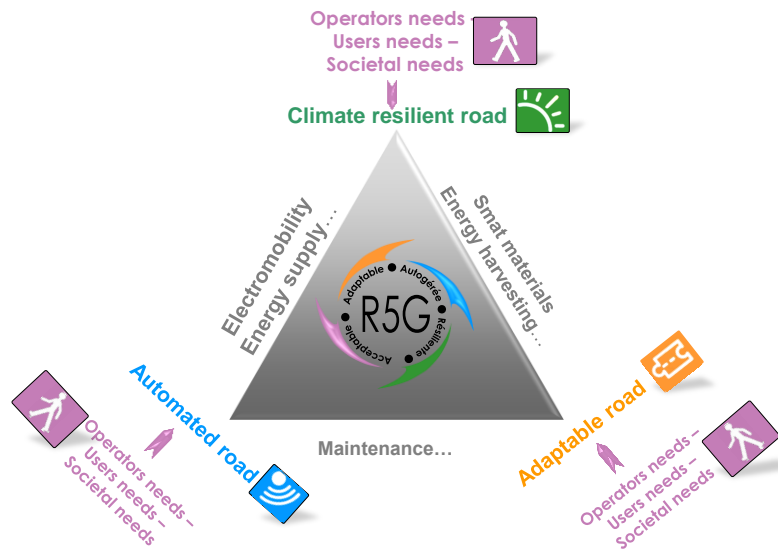 Operators needs –
Users needs –
Societal needs
Climate resilient road
Electromobility
Energy supply…
Smat materials
Energy harvesting…
Adaptable • Autogérée • Résiliente • Acceptable •
R5G
Automated road
Operators needs –
Users needs –
Societal needs
Maintenance…
Adaptable road
Operators needs –
Users needs –
Societal needs